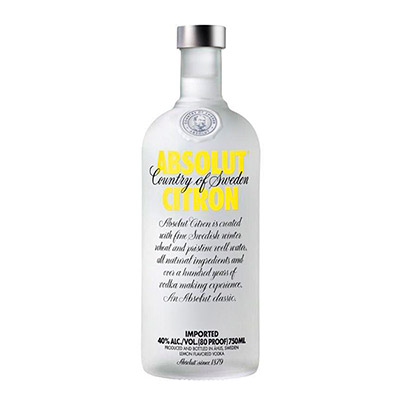 ABSOLUT
Country of Sweden
CITRON
Absolut Citron is created
with fine Swedish winter
wheat and pristine well water,
all natural ingredients and
over a hundred years of
vodka making experience.
An Absolut classic.
IMPORTED
40% ALC./VOL.(80 PROOF) 750ML
PRODUCED AND BOTTLED IN ÅHUS, SWEDEN
LEMON FLAVORED VODKA
Absolut since 1879